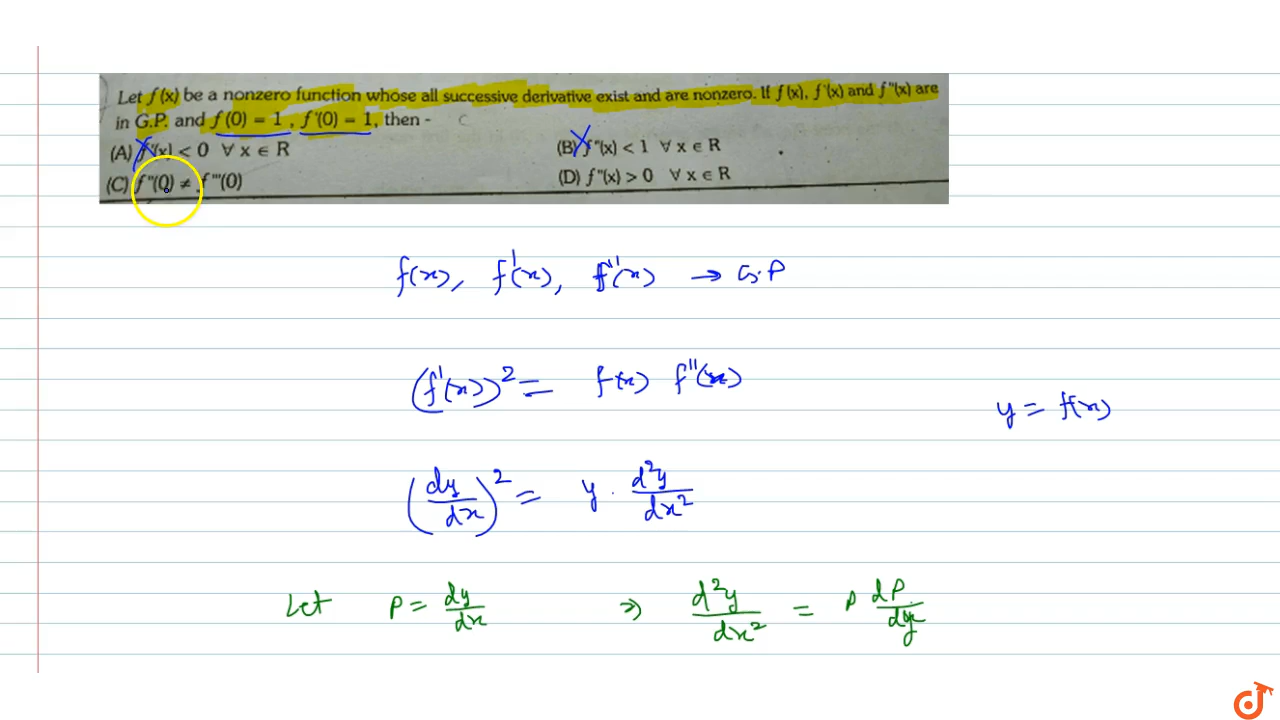 Let f(x) be a nonzero function whose all successive derivative exist and are nonzero. If f(x), f'(x) and f''(x) are
in G.P. and f(0) = 1, f'(0) = 1, then -
(A) f''(x) < 0 ∀ x ∈ R
(B) f''(x) < 1 ∀ x ∈ R
(C) f''(0) ≠ f'''(0)
(D) f''(x) > 0 ∀ x ∈ R
f(x), f'(x), f''(x) → G.P
(f'(x))² = f(x) f''(x)
y = f(x)
(dy/dx)² = y · d²y/dx²
Let P = dy/dx ⇒ d²y/dx² = P dP/dy